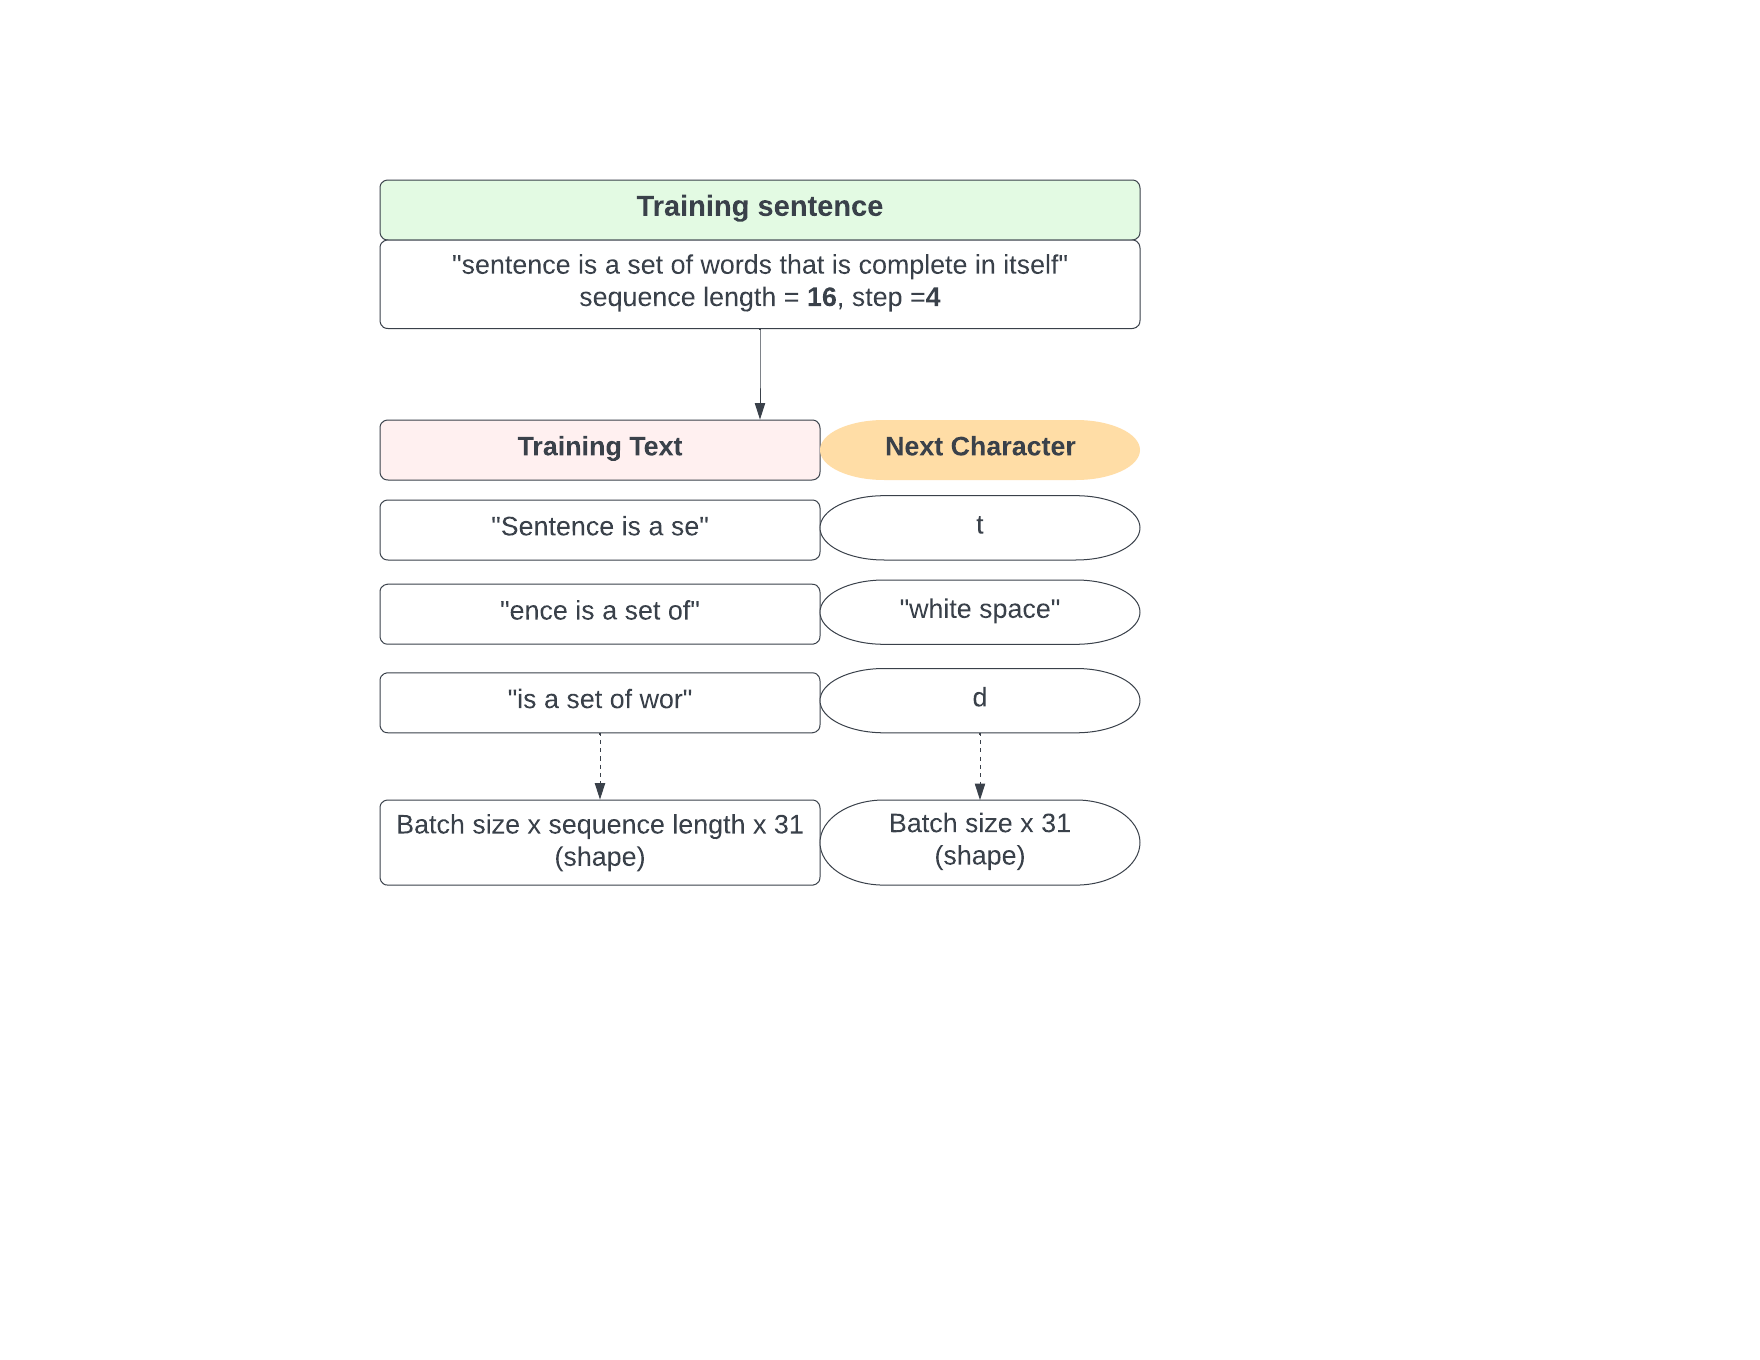 Training sentence
"sentence is a set of words that is complete in itself"
sequence length = 16, step =4
Training Text
Next Character
"Sentence is a se"
t
"ence is a set of"
"white space"
"is a set of wor"
d
Batch size x sequence length x 31
(shape)
Batch size x 31
(shape)